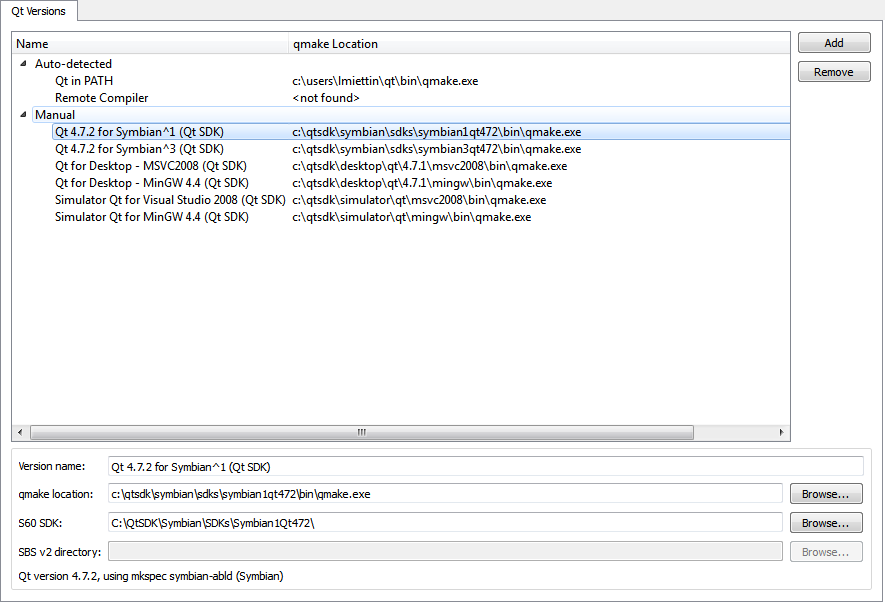 Qt Versions
Name qmake Location
Auto-detected
Qt in PATH c:\users\lmiettin\qt\bin\qmake.exe
Remote Compiler <not found>
Manual
Qt 4.7.2 for Symbian^1 (Qt SDK) c:\qtsdk\symbian\sdks\symbian1qt472\bin\qmake.exe
Qt 4.7.2 for Symbian^3 (Qt SDK) c:\qtsdk\symbian\sdks\symbian3qt472\bin\qmake.exe
Qt for Desktop - MSVC2008 (Qt SDK) c:\qtsdk\desktop\qt\4.7.1\msvc2008\bin\qmake.exe
Qt for Desktop - MinGW 4.4 (Qt SDK) c:\qtsdk\desktop\qt\4.7.1\mingw\bin\qmake.exe
Simulator Qt for Visual Studio 2008 (Qt SDK) c:\qtsdk\simulator\qt\msvc2008\bin\qmake.exe
Simulator Qt for MinGW 4.4 (Qt SDK) c:\qtsdk\simulator\qt\mingw\bin\qmake.exe
Add
Remove
Version name: Qt 4.7.2 for Symbian^1 (Qt SDK)
qmake location: c:\qtsdk\symbian\sdks\symbian1qt472\bin\qmake.exe Browse...
S60 SDK: C:\QtSDK\Symbian\SDKs\Symbian1Qt472\ Browse...
SBS v2 directory: Browse...
Qt version 4.7.2, using mkspec symbian-abld (Symbian)